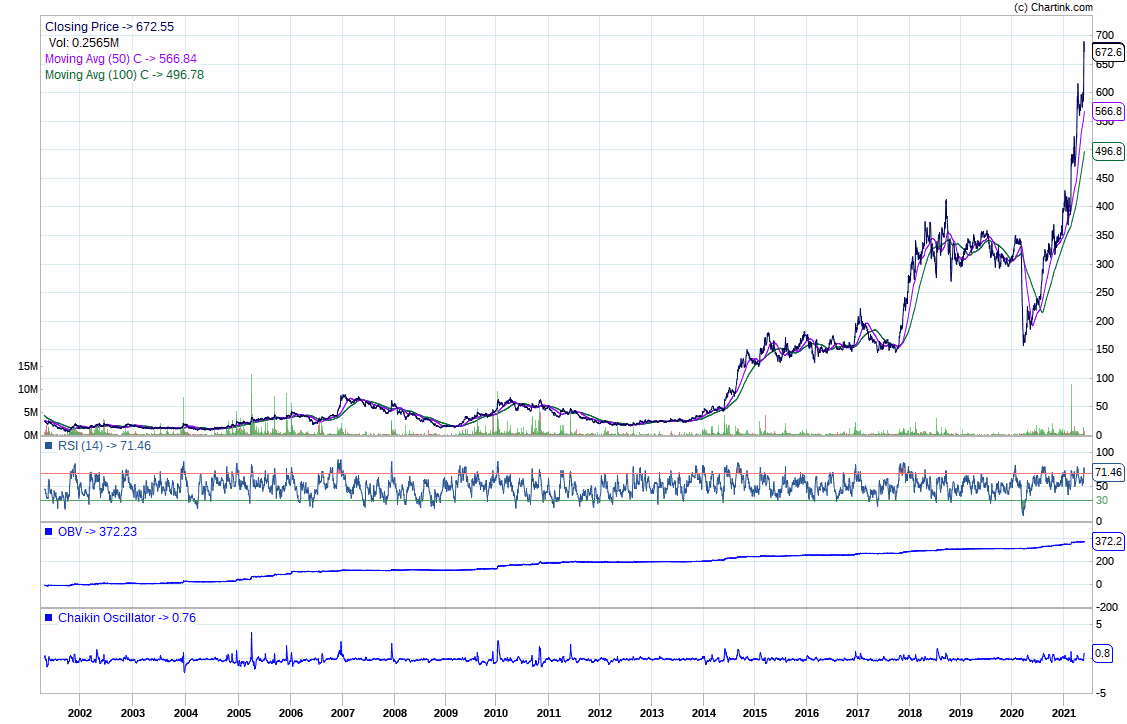 (c) Chartink.com
Closing Price -> 672.55
Vol: 0.2565M
Moving Avg (50) C -> 566.84
Moving Avg (100) C -> 496.78
700
672.6
650
600
566.8
550
496.8
450
400
350
300
250
200
150
100
50
0
15M
10M
5M
0M
RSI (14) -> 71.46
100
71.46
50
30
0
OBV -> 372.23
372.2
200
0
-200
Chaikin Oscillator -> 0.76
5
0.8
-5
2002 2003 2004 2005 2006 2007 2008 2009 2010 2011 2012 2013 2014 2015 2016 2017 2018 2019 2020 2021